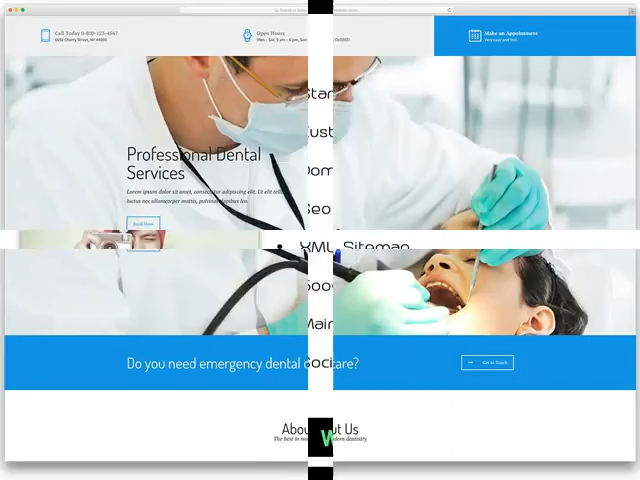 Call Today 0-800-123-4567
6692 Cherry Street, NY #4000
Open Hours
Mon - Sat: 9 am - 6 pm, Sun
CLOSED
Make an Appointment
Very easy and fast
Professional Dental
Services
Lorem ipsum dolor sit amet, consectetur adipiscing elit. Ut elit tellus
luctus nec ullamcorper mattis, pulvinar dapibus leo.
Read More
XML Sitemap
Do you need emergency dental care?
Get in Touch
About Us
The best in modern dentistry